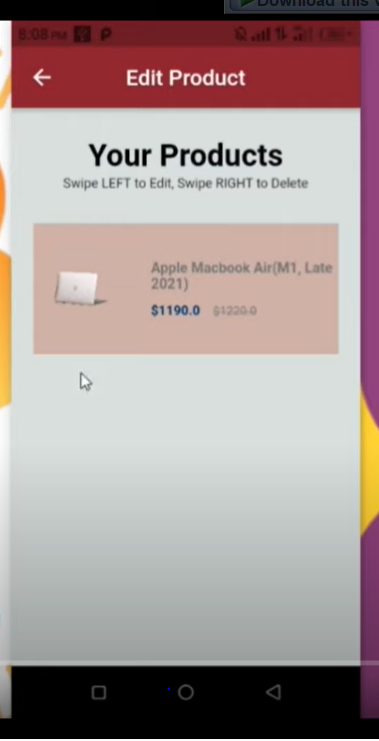 Download this
8:08 PM
Edit Product
Your Products
Swipe LEFT to Edit, Swipe RIGHT to Delete
Apple Macbook Air(M1, Late
2021)
$1190.0 $1220.0